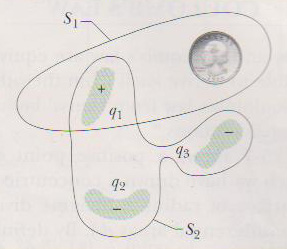 S₁
+
q₁
−
q₃
q₂
−
S₂